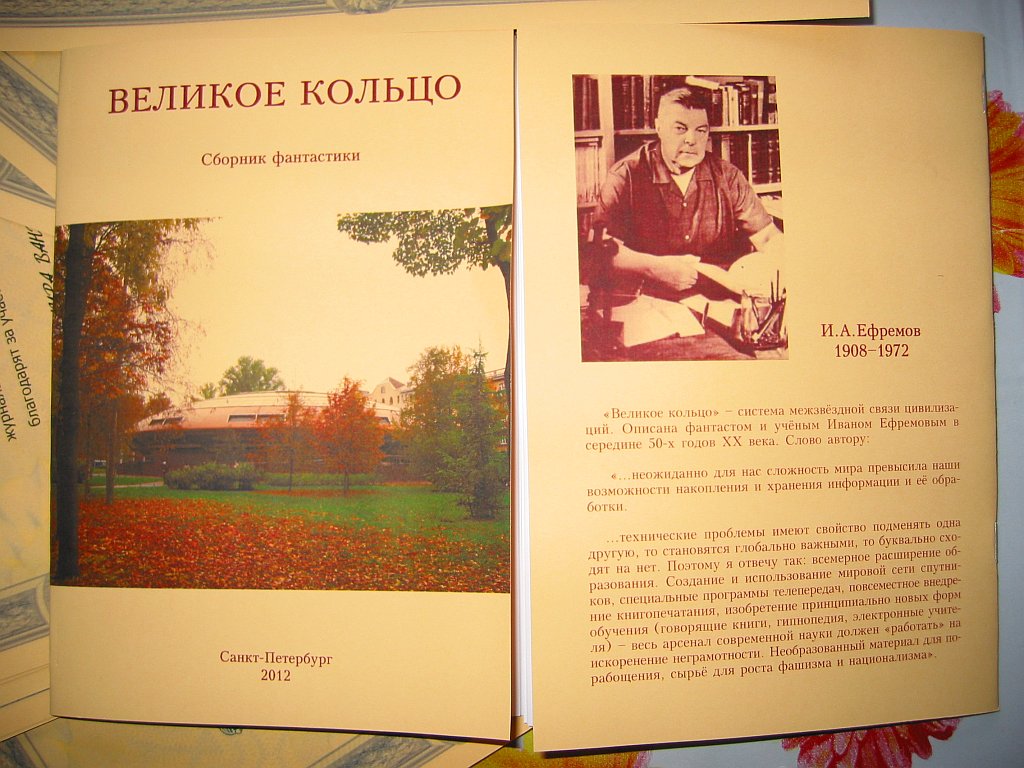 ВЕЛИКОЕ КОЛЬЦО
Сборник фантастики
Санкт-Петербург
2012
И.А.Ефремов
1908–1972
«Великое кольцо» – система межзвёздной связи цивилиза-
ций. Описана фантастом и учёным Иваном Ефремовым в
середине 50-х годов XX века. Слово автору:
«...неожиданно для нас сложность мира превысила наши
возможности накопления и хранения информации и её обра-
ботки.
...технические проблемы имеют свойство подменять одна
другую, то становятся глобально важными, то буквально схо-
дят на нет. Поэтому я отвечу так: всемерное расширение об-
разования. Создание и использование мировой сети спутни-
ков, специальные программы телепередач, повсеместное внедре-
ние книгопечатания, изобретение принципиально новых форм
обучения (говорящие книги, гипнопедия, электронные учите-
ля) – весь арсенал современной науки должен «работать» на
искоренение неграмотности. Необразованный материал для по-
рабощения, сырьё для роста фашизма и национализма».
благодарят за